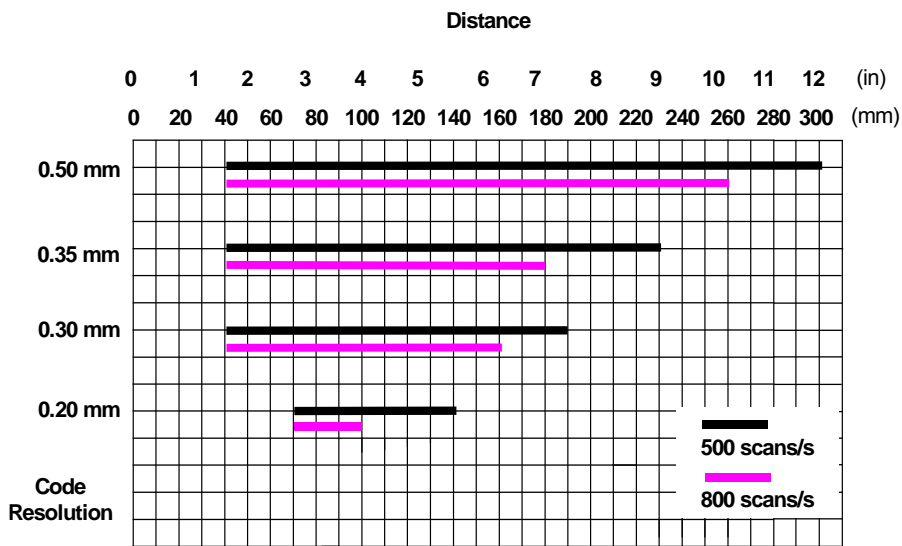 Distance
0 1 2 3 4 5 6 7 8 9 10 11 12 (in)
0 20 40 60 80 100 120 140 160 180 200 220 240 260 280 300 (mm)
0.50 mm
0.35 mm
0.30 mm
0.20 mm
500 scans/s
800 scans/s
Code
Resolution